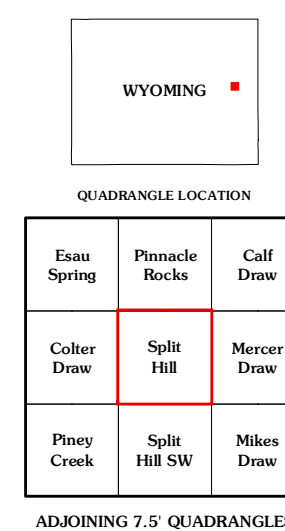 WYOMING
QUADRANGLE LOCATION
Esau
Spring
Pinnacle
Rocks
Calf
Draw
Colter
Draw
Split
Hill
Mercer
Draw
Piney
Creek
Split
Hill SW
Mikes
Draw
ADJOINING 7.5' QUADRANGLES